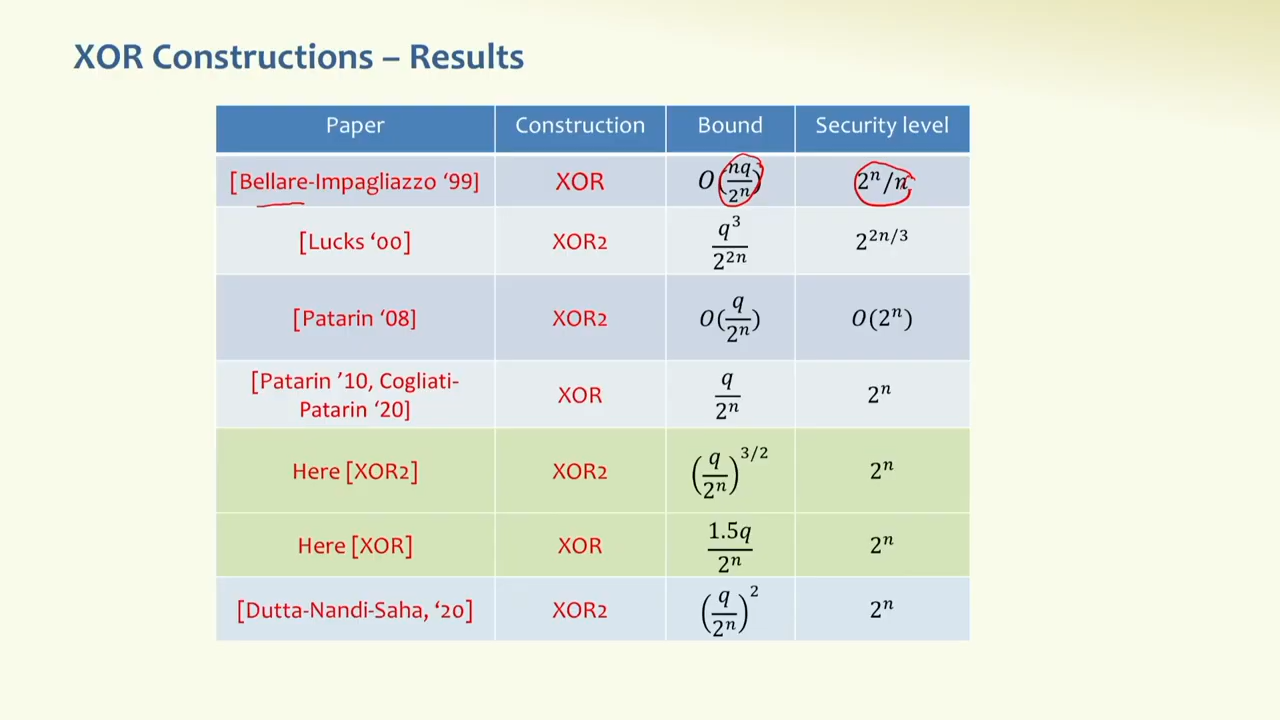 XOR Constructions – Results
Paper Construction Bound Security level
[Bellare-Impagliazzo ‘99] XOR O(nq/2^n) 2^n/n
[Lucks ‘00] XOR2 q^3/2^{2n} 2^{2n/3}
[Patarin ‘08] XOR2 O(q/2^n) O(2^n)
[Patarin ’10, Cogliati-
Patarin ‘20] XOR q/2^n 2^n
Here [XOR2] XOR2 (q/2^n)^{3/2} 2^n
Here [XOR] XOR 1.5q/2^n 2^n
[Dutta-Nandi-Saha, ‘20] XOR2 (q/2^n)^2 2^n